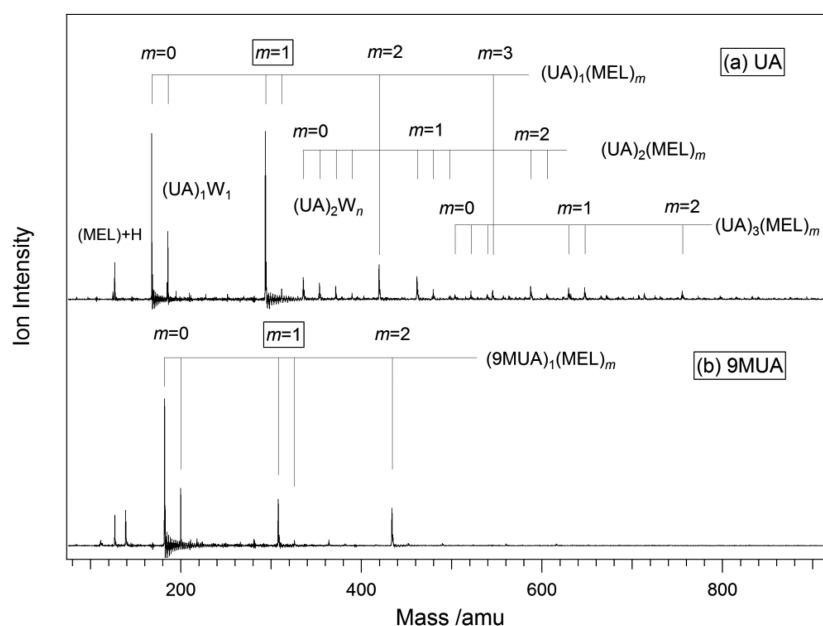 m=0 m=1 m=2 m=3
(a) UA
(UA)₁(MEL)ₘ
m=0 m=1 m=2
(UA)₂(MEL)ₘ
(UA)₁W₁
(UA)₂Wₙ
m=0 m=1 m=2
(UA)₃(MEL)ₘ
(MEL)+H
Ion Intensity
m=0 m=1 m=2
(9MUA)₁(MEL)ₘ
(b) 9MUA
200 400 600 800
Mass /amu